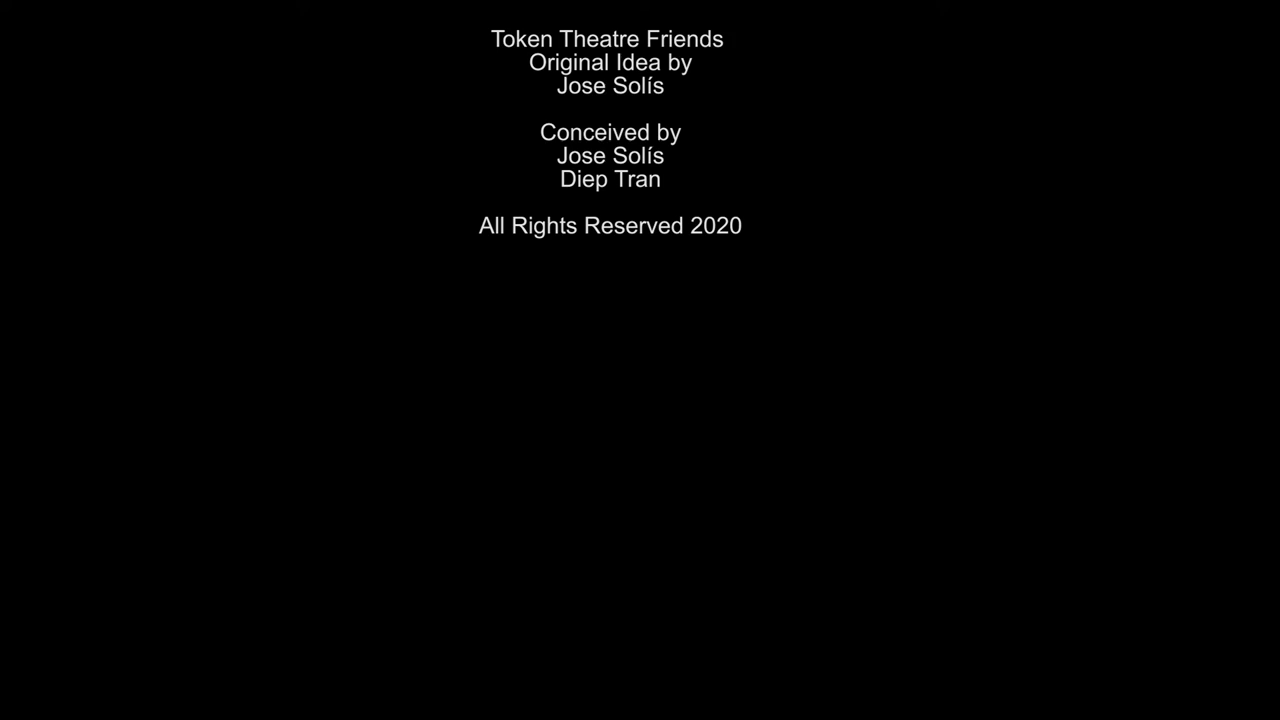 Token Theatre Friends
Original Idea by
Jose Solís
Conceived by
Jose Solís
Diep Tran
All Rights Reserved 2020